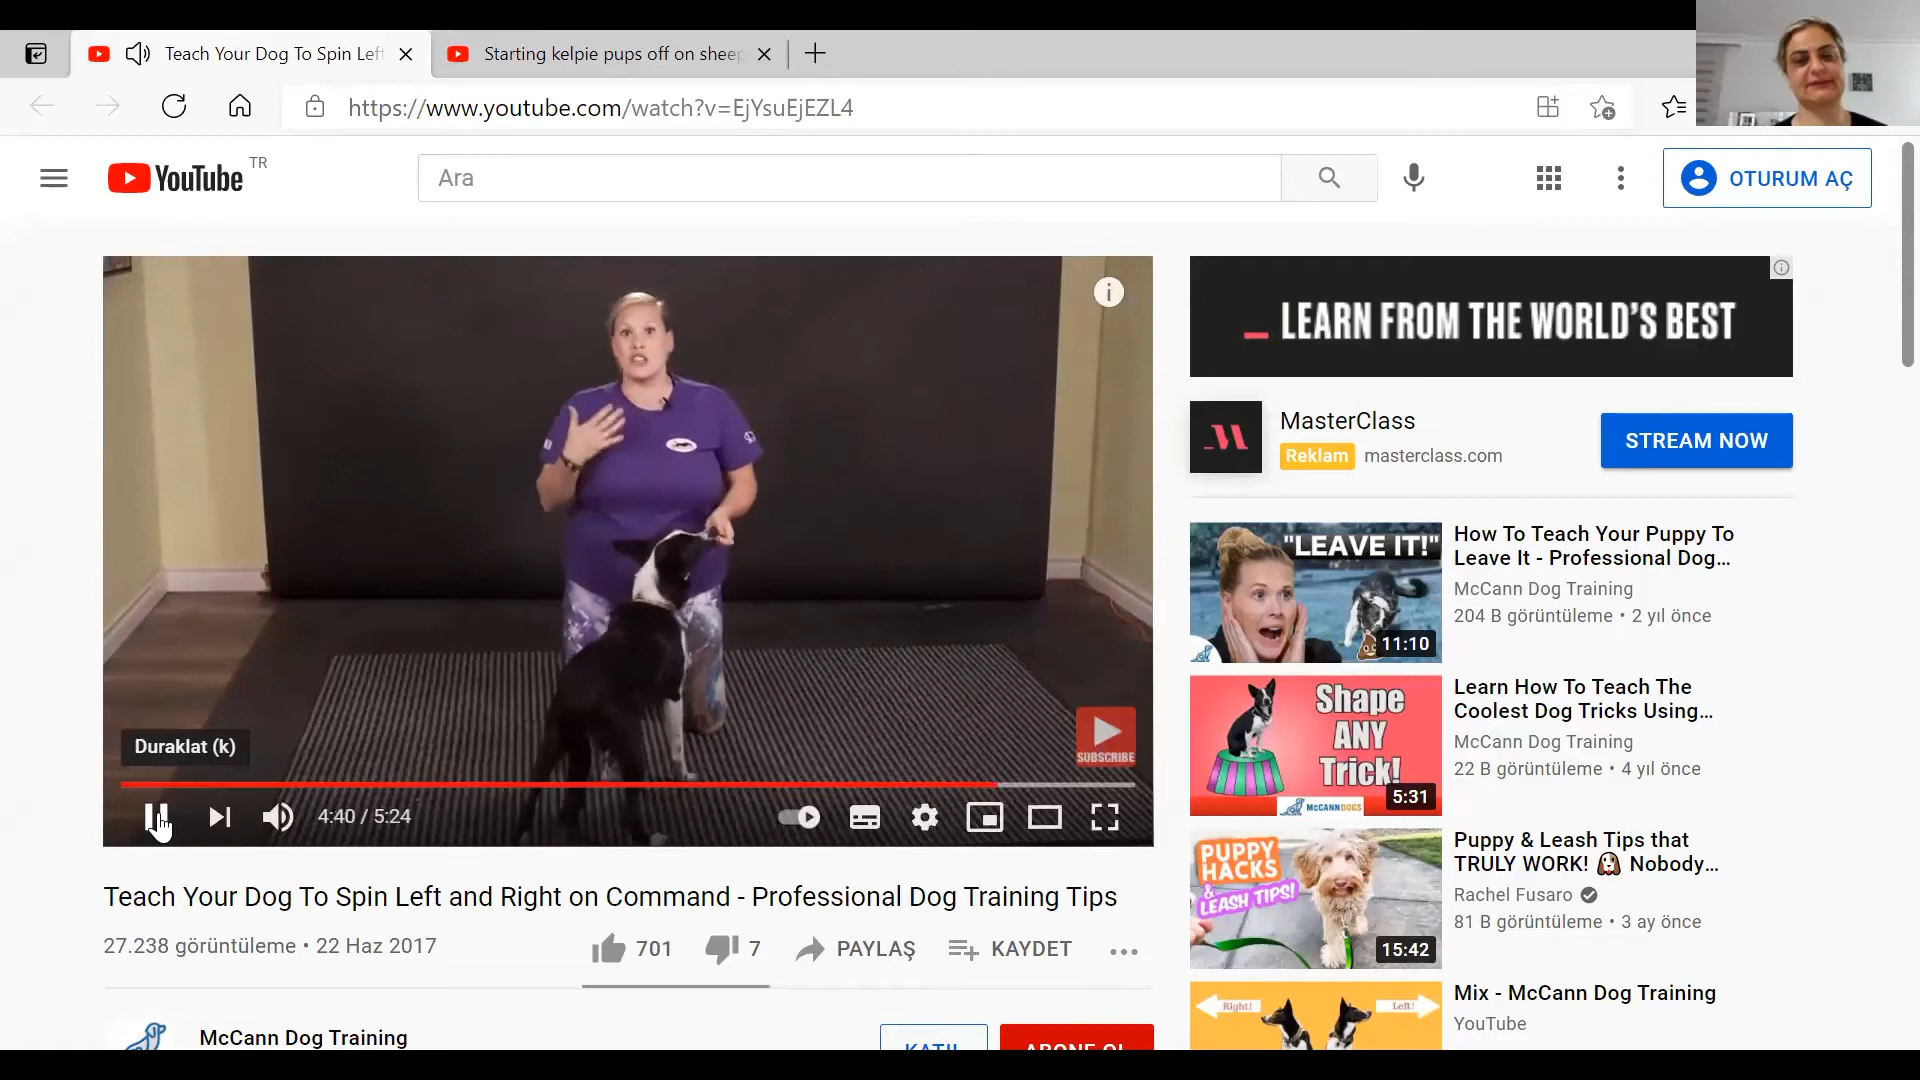 Teach Your Dog To Spin Left
Starting kelpie pups off on sheep
https://www.youtube.com/watch?v=EjYsuEjEZL4
YouTube TR
Ara
OTURUM AÇ
SUBSCRIBE
Duraklat (k)
4:40 / 5:24
Teach Your Dog To Spin Left and Right on Command - Professional Dog Training Tips
27.238 görüntüleme • 22 Haz 2017
701
7
PAYLAŞ
KAYDET
McCann Dog Training
KATIL
ABONE OL
LEARN FROM THE WORLD'S BEST
MasterClass
Reklam masterclass.com
STREAM NOW
"LEAVE IT!"
11:10
How To Teach Your Puppy To
Leave It - Professional Dog...
McCann Dog Training
204 B görüntüleme • 2 yıl önce
Shape
ANY
Trick!
McCANNDOGS
5:31
Learn How To Teach The
Coolest Dog Tricks Using...
McCann Dog Training
22 B görüntüleme • 4 yıl önce
PUPPY
HACKS
& LEASH TIPS!
15:42
Puppy & Leash Tips that
TRULY WORK! 🐶 Nobody...
Rachel Fusaro
81 B görüntüleme • 3 ay önce
Right!
Left!
Mix - McCann Dog Training
YouTube